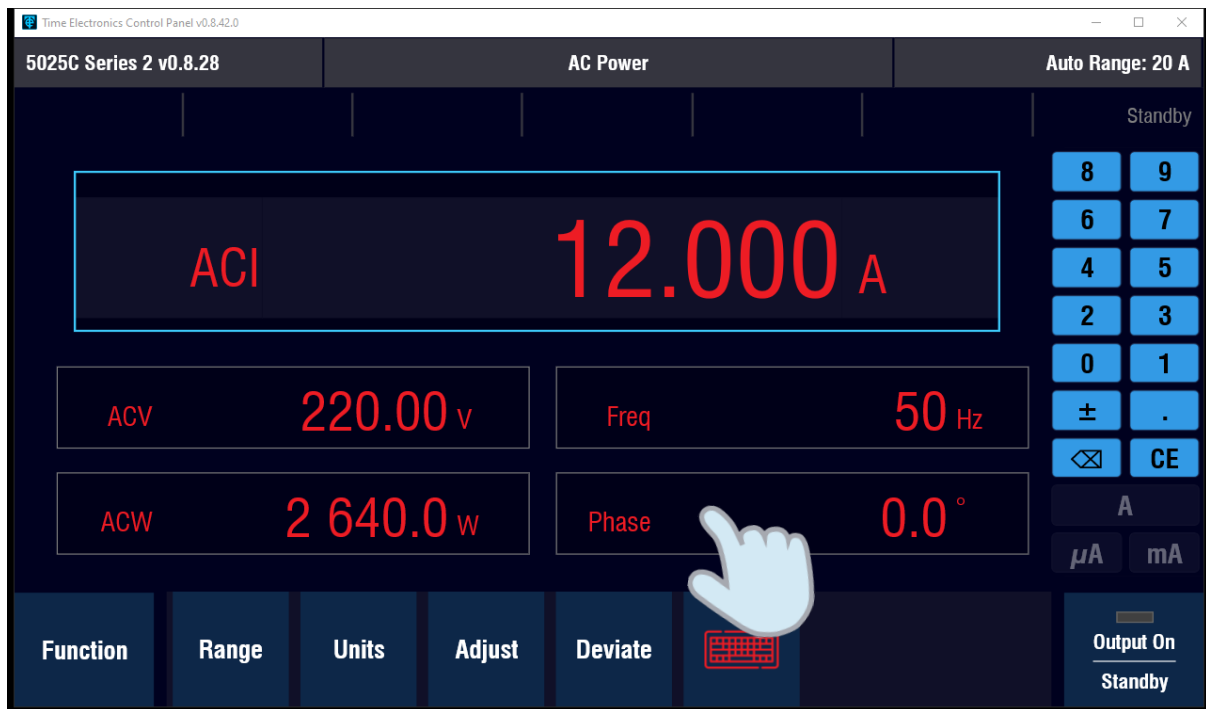 Time Electronics Control Panel v0.8.42.0
5025C Series 2 v0.8.28 AC Power Auto Range: 20 A
Standby
8 9
6 7
ACI 12.000 A
4 5
2 3
0 1
ACV 220.00 V Freq 50 Hz
± .
⌫ CE
ACW 2 640.0 W Phase 0.0 °
A
µA mA
Function Range Units Adjust Deviate
Output On
Standby